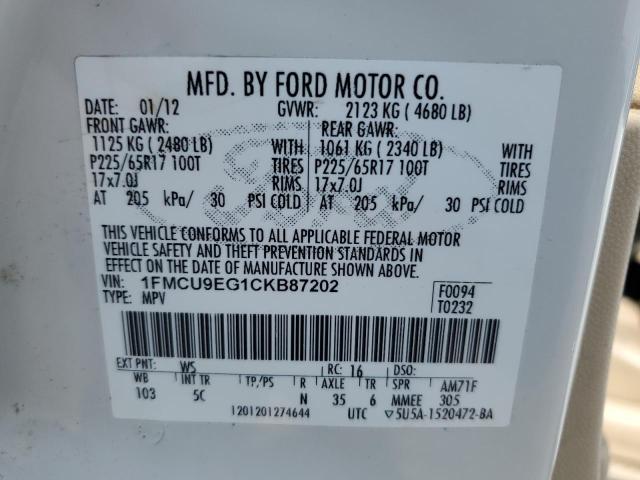 MFD. BY FORD MOTOR CO.
DATE: 01/12 GVWR: 2123 KG ( 4680 LB)
FRONT GAWR: REAR GAWR:
1125 KG ( 2480 LB) WITH 1061 KG ( 2340 LB) WITH
P225/65R17 100T TIRES P225/65R17 100T TIRES
17x7.0J RIMS 17x7.0J RIMS
AT 205 kPa/ 30 PSI COLD AT 205 kPa/ 30 PSI COLD
Ford
THIS VEHICLE CONFORMS TO ALL APPLICABLE FEDERAL MOTOR
VEHICLE SAFETY AND THEFT PREVENTION STANDARDS IN
EFFECT ON THE DATE OF MANUFACTURE SHOWN ABOVE.
VIN: 1FMCU9EG1CKB87202 F0094
TYPE: MPV T0232
EXT PNT: WS RC: 16 DSO:
WB INT TR TP/PS R AXLE TR SPR AM71F
103 5C N 35 6 MMEE 305
1201201274644 UTC ▽5U5A-1520472-BA